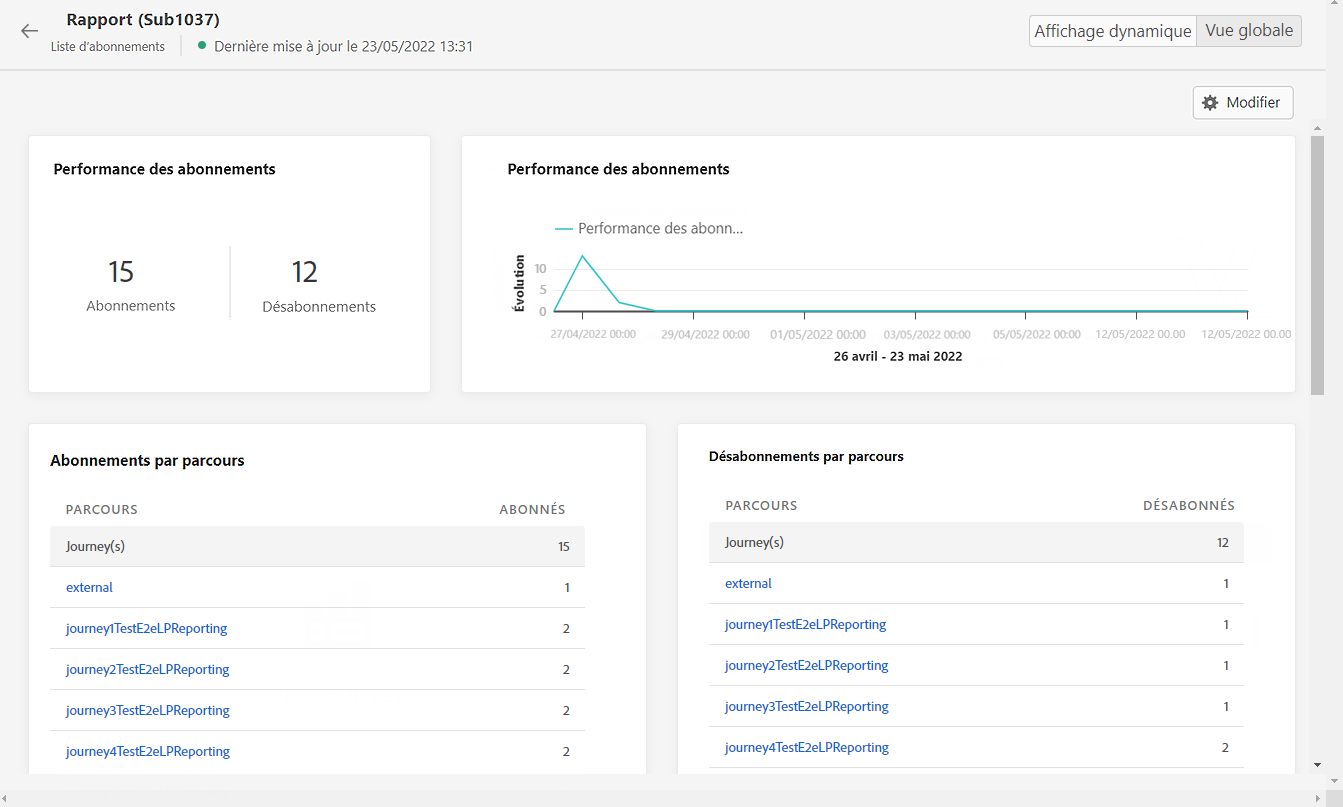 Rapport (Sub1037)
Liste d'abonnements
Dernière mise à jour le 23/05/2022 13:31
Affichage dynamique
Vue globale
Modifier
Performance des abonnements
15
12
Abonnements
Désabonnements
Performance des abonnements
Performance des abonn...
Évolution
10
5
0
27/04/2022 00:00
29/04/2022 00:00
01/05/2022 00:00
03/05/2022 00:00
05/05/2022 00:00
12/05/2022 00.00
12/05/2022 00.00
26 avril - 23 mai 2022
Abonnements par parcours
PARCOURS ABONNÉS
Journey(s) 15
external 1
journey1TestE2eLPReporting 2
journey2TestE2eLPReporting 2
journey3TestE2eLPReporting 2
journey4TestE2eLPReporting 2
Désabonnements par parcours
PARCOURS DÉSABONNÉS
Journey(s) 12
external 1
journey1TestE2eLPReporting 1
journey2TestE2eLPReporting 1
journey3TestE2eLPReporting 1
journey4TestE2eLPReporting 2